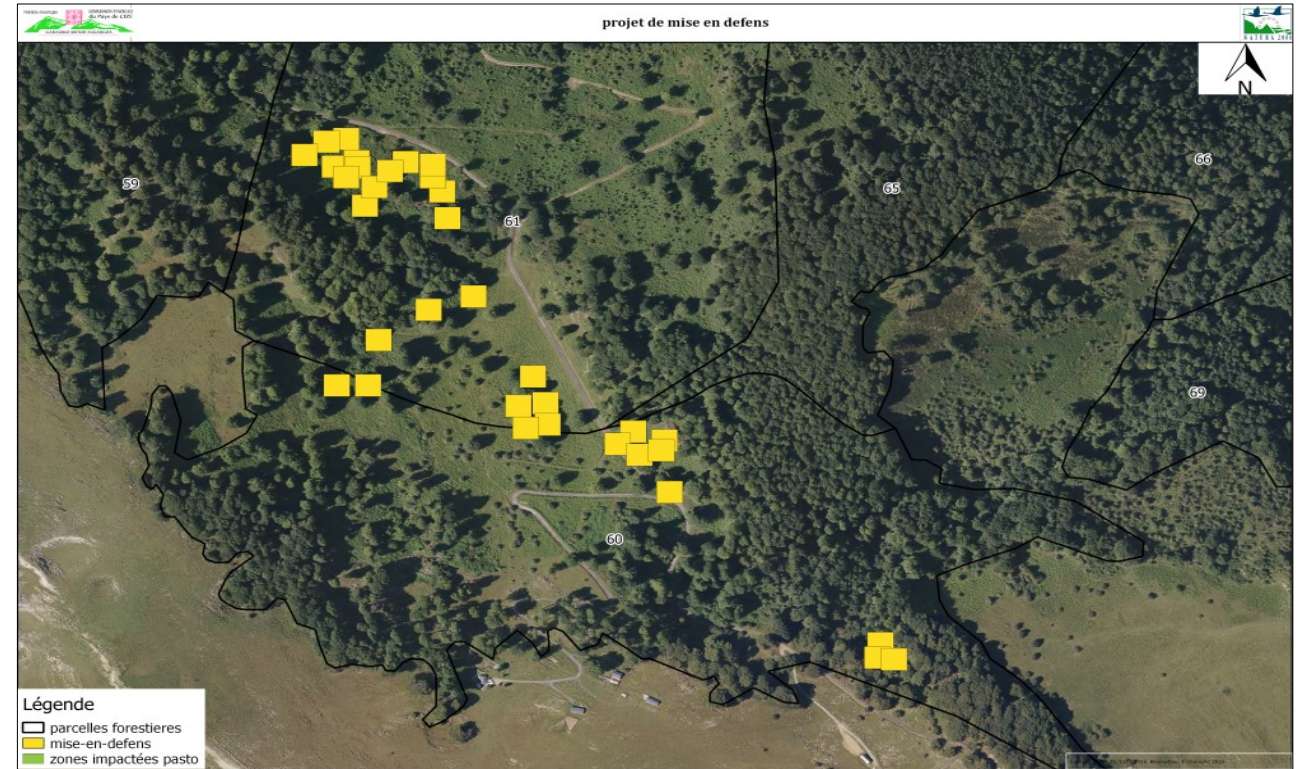 projet de mise en defens
N
66
59
65
61
69
60
Légende
parcelles forestieres
mise-en-defens
zones impactées pasto